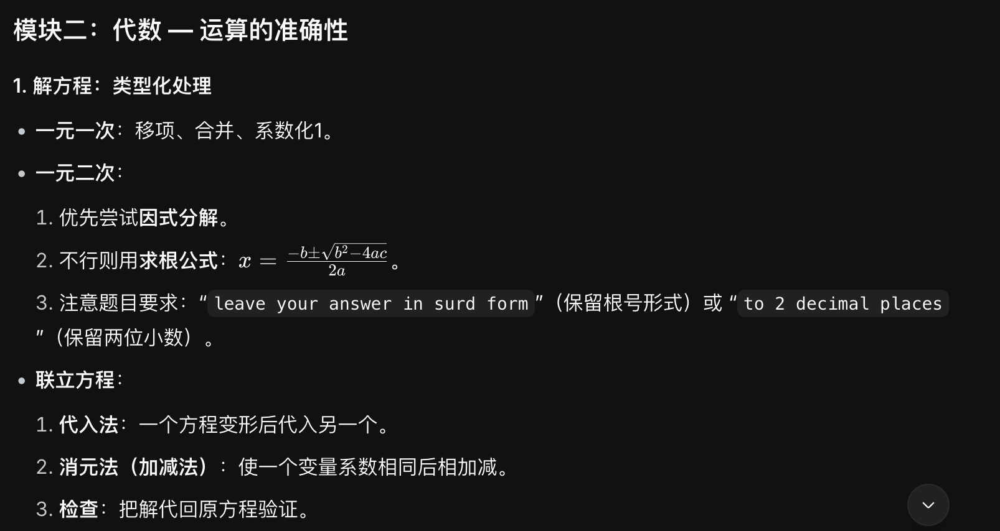 模块二：代数 — 运算的准确性
1. 解方程：类型化处理
• 一元一次：移项、合并、系数化1。
• 一元二次：
1. 优先尝试因式分解。
2. 不行则用求根公式：$x = \frac{-b \pm \sqrt{b^2-4ac}}{2a}$。
3. 注意题目要求：“leave your answer in surd form”（保留根号形式）或 “to 2 decimal places
”（保留两位小数）。
• 联立方程：
1. 代入法：一个方程变形后代入另一个。
2. 消元法（加减法）：使一个变量系数相同后相加减。
3. 检查：把解代回原方程验证。